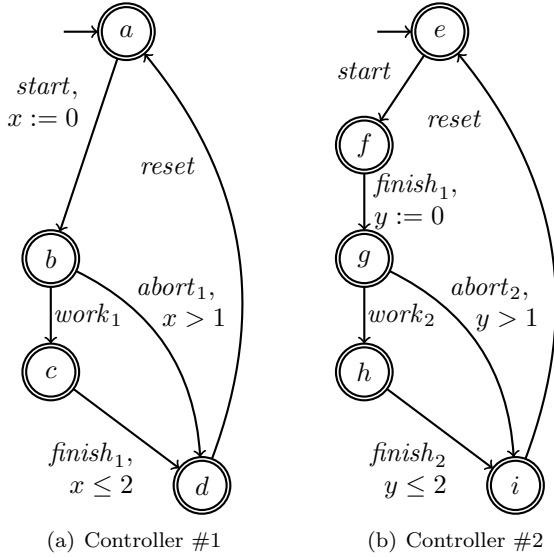 a
start,
x := 0
reset
b
abort₁,
x > 1
work₁
c
finish₁,
x ≤ 2
d
(a) Controller #1
e
start
reset
f
finish₁,
y := 0
g
abort₂,
y > 1
work₂
h
finish₂
y ≤ 2
i
(b) Controller #2